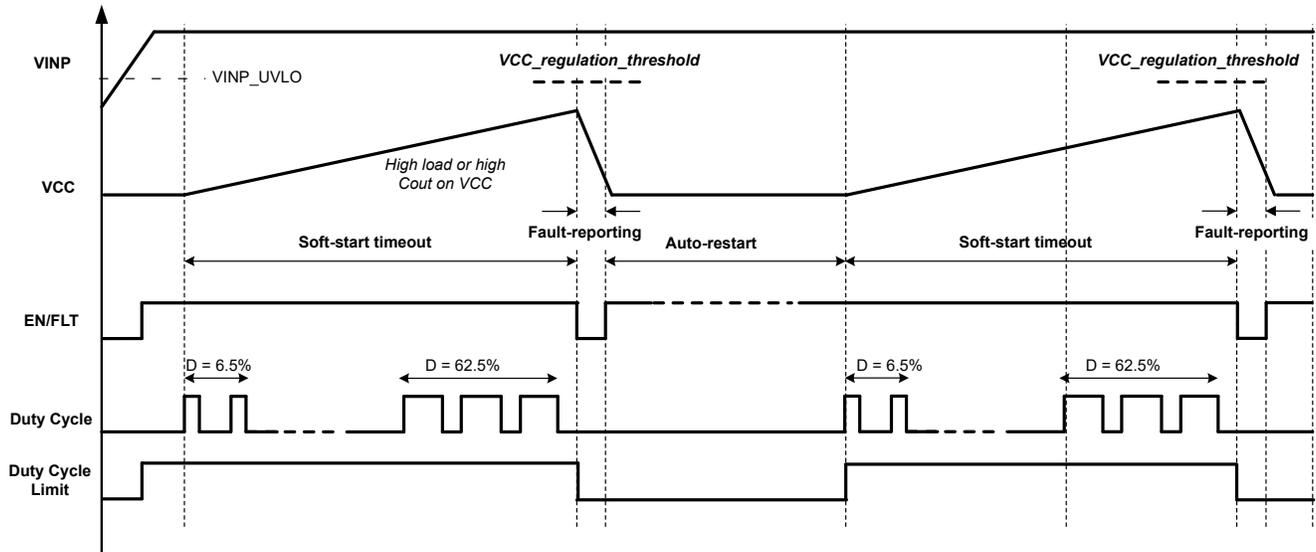 VINP
VINP_UVLO
VCC_regulation_threshold
VCC_regulation_threshold
VCC
High load or high
Cout on VCC
Soft-start timeout
Fault-reporting
Auto-restart
Soft-start timeout
Fault-reporting
EN/FLT
D = 6.5%
D = 62.5%
D = 6.5%
D = 62.5%
Duty Cycle
Duty Cycle
Limit